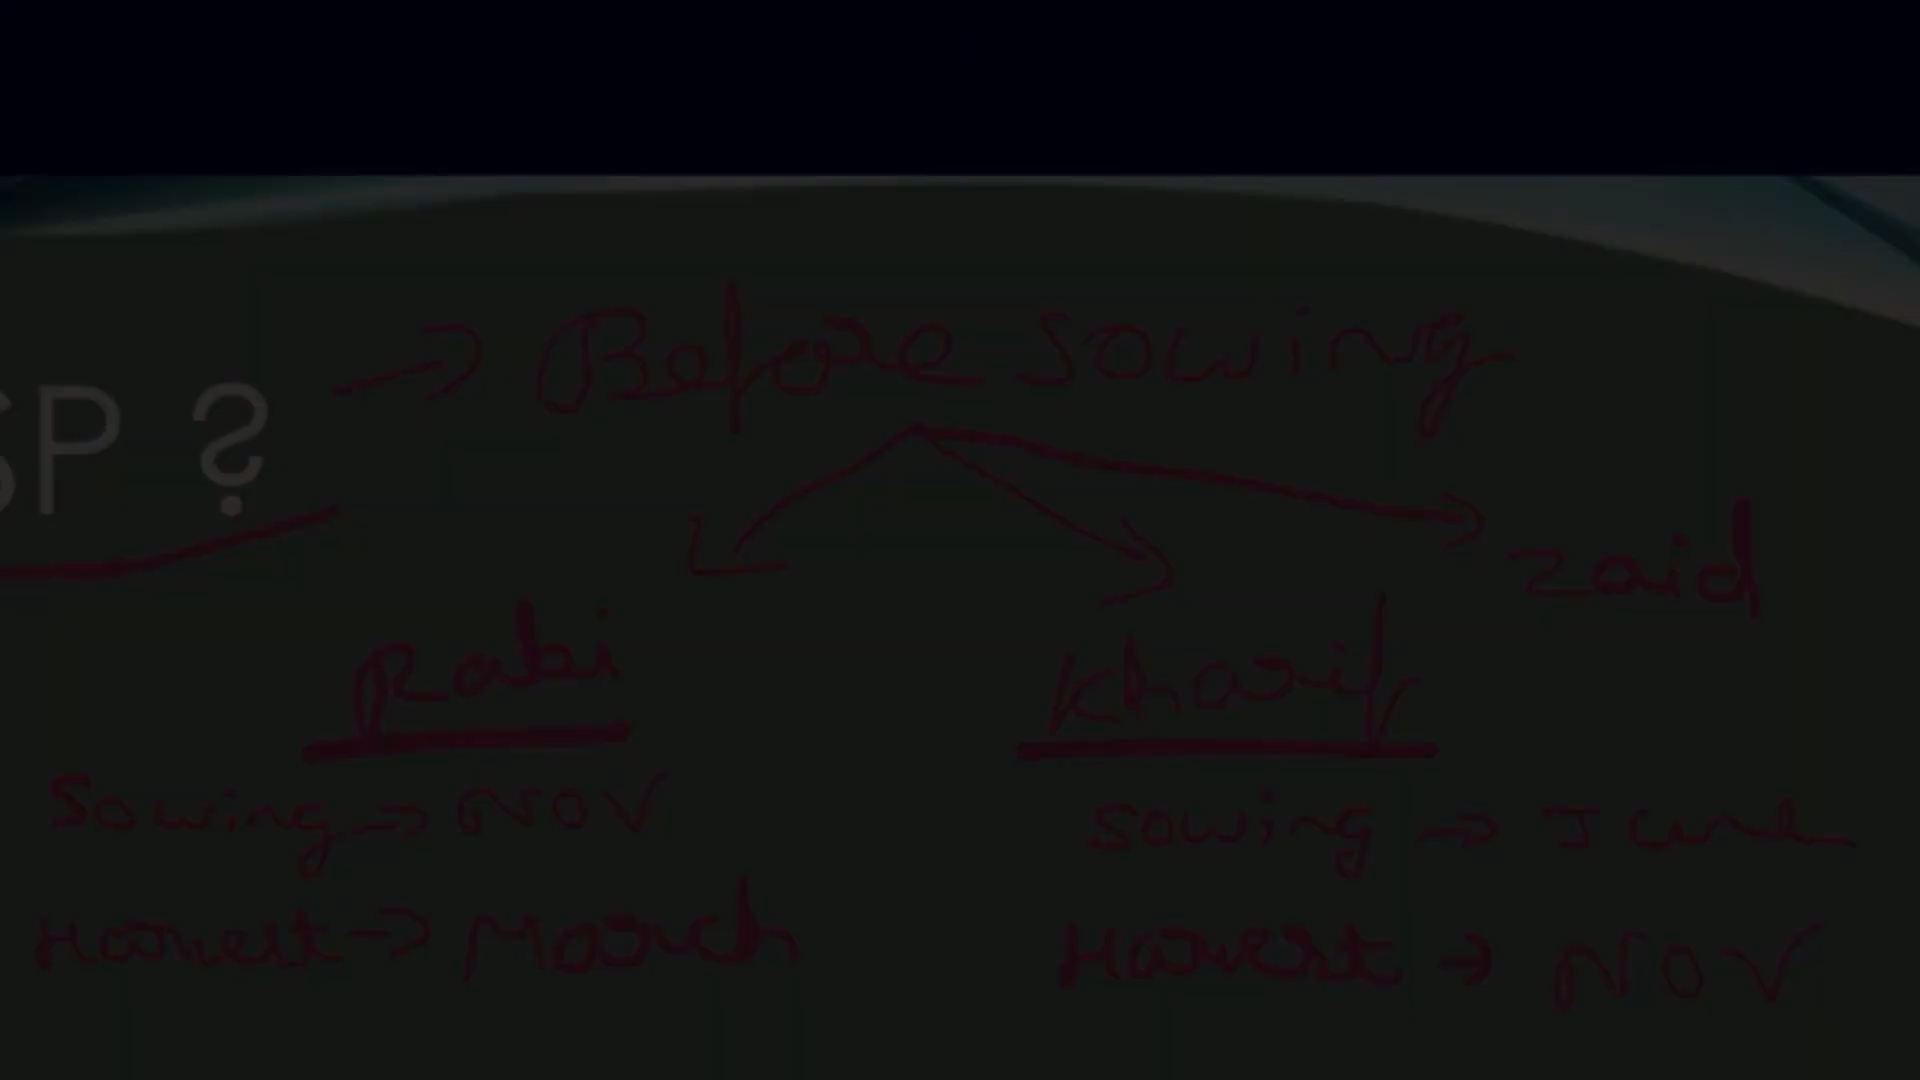 SP ? → Before sowing
Rabi Kharif Zaid
Sowing → NOV
Harvest → March
Sowing → June
Harvest → NOV